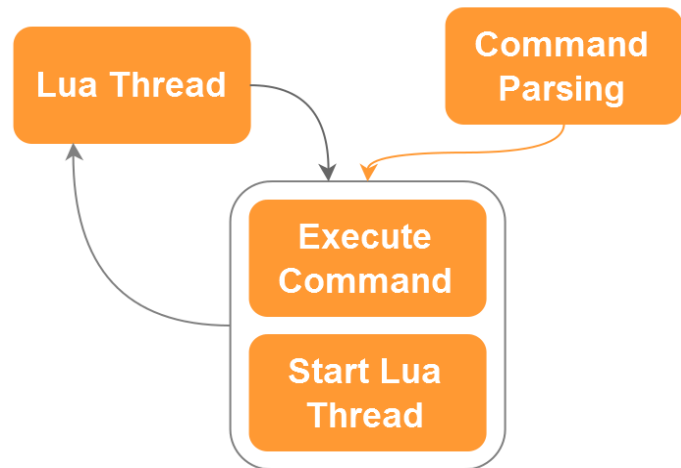 Lua Thread
Command
Parsing
Execute
Command
Start Lua
Thread